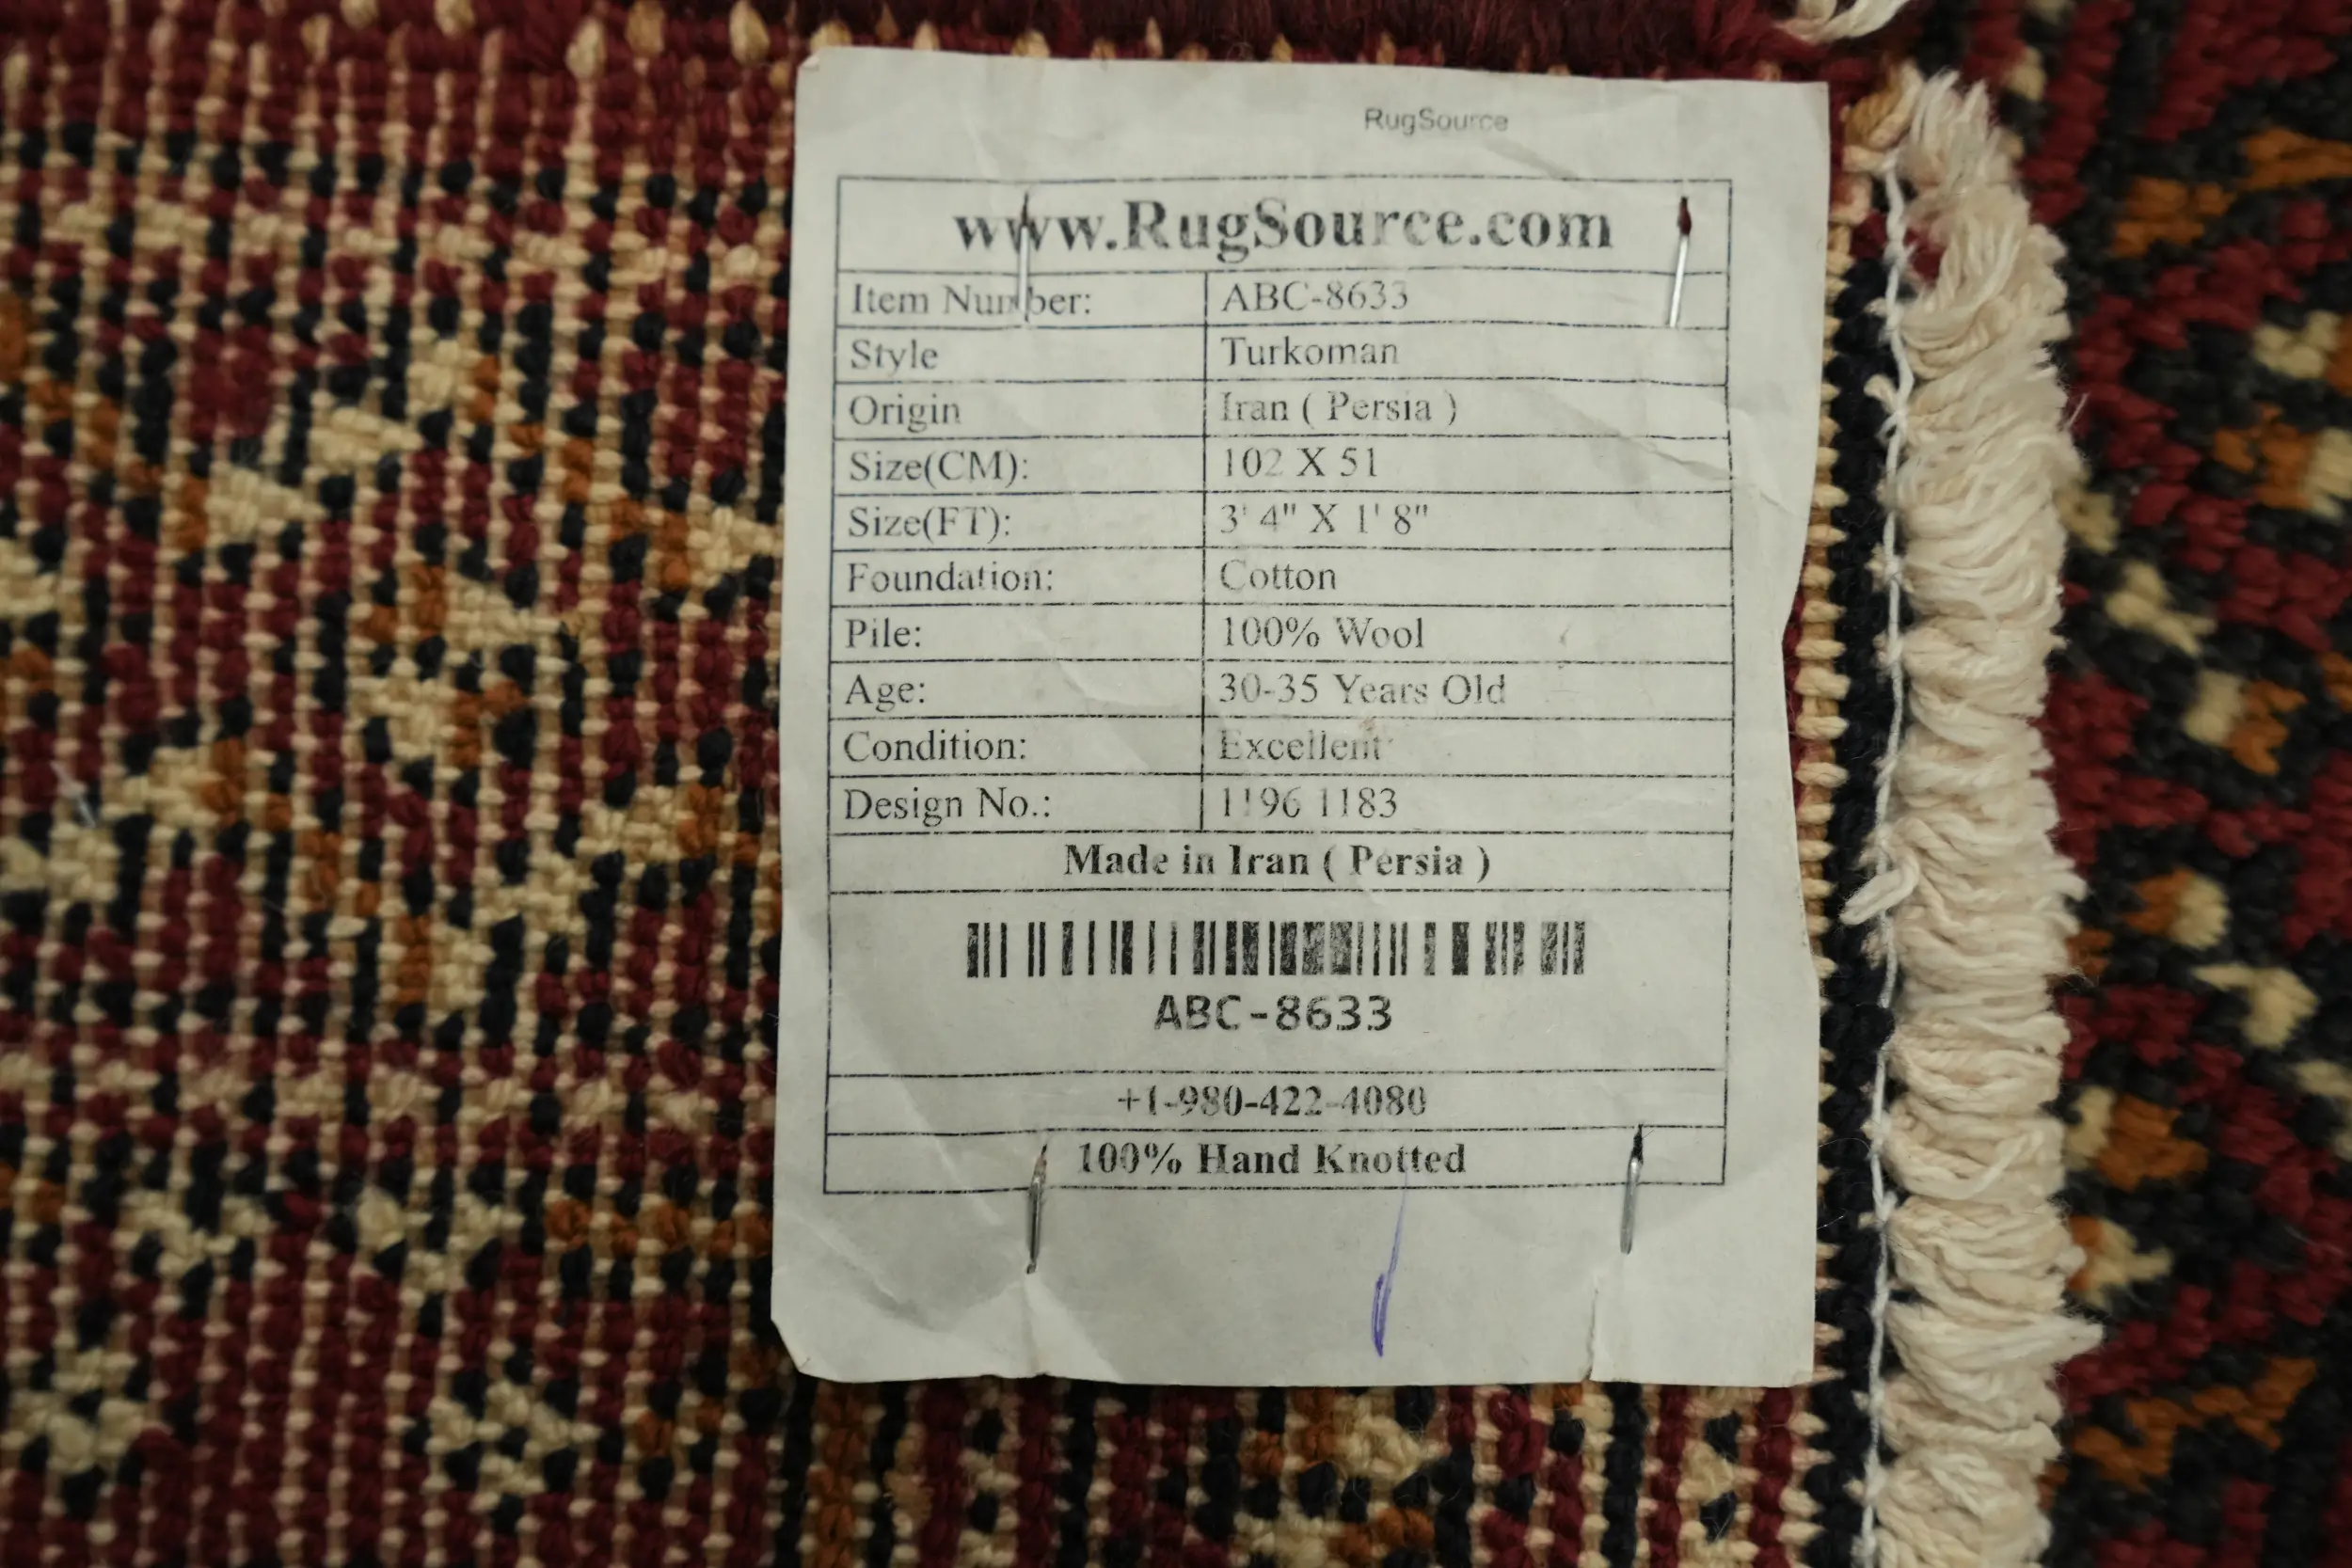 RugSource
www.RugSource.com
Item Number: ABC-8633
Style Turkoman
Origin Iran ( Persia )
Size(CM): 102 X 51
Size(FT): 3' 4" X 1' 8"
Foundation: Cotton
Pile: 100% Wool
Age: 30-35 Years Old
Condition: Excellent
Design No.: 1196 1183
Made in Iran ( Persia )
ABC-8633
+1-980-422-4080
100% Hand Knotted